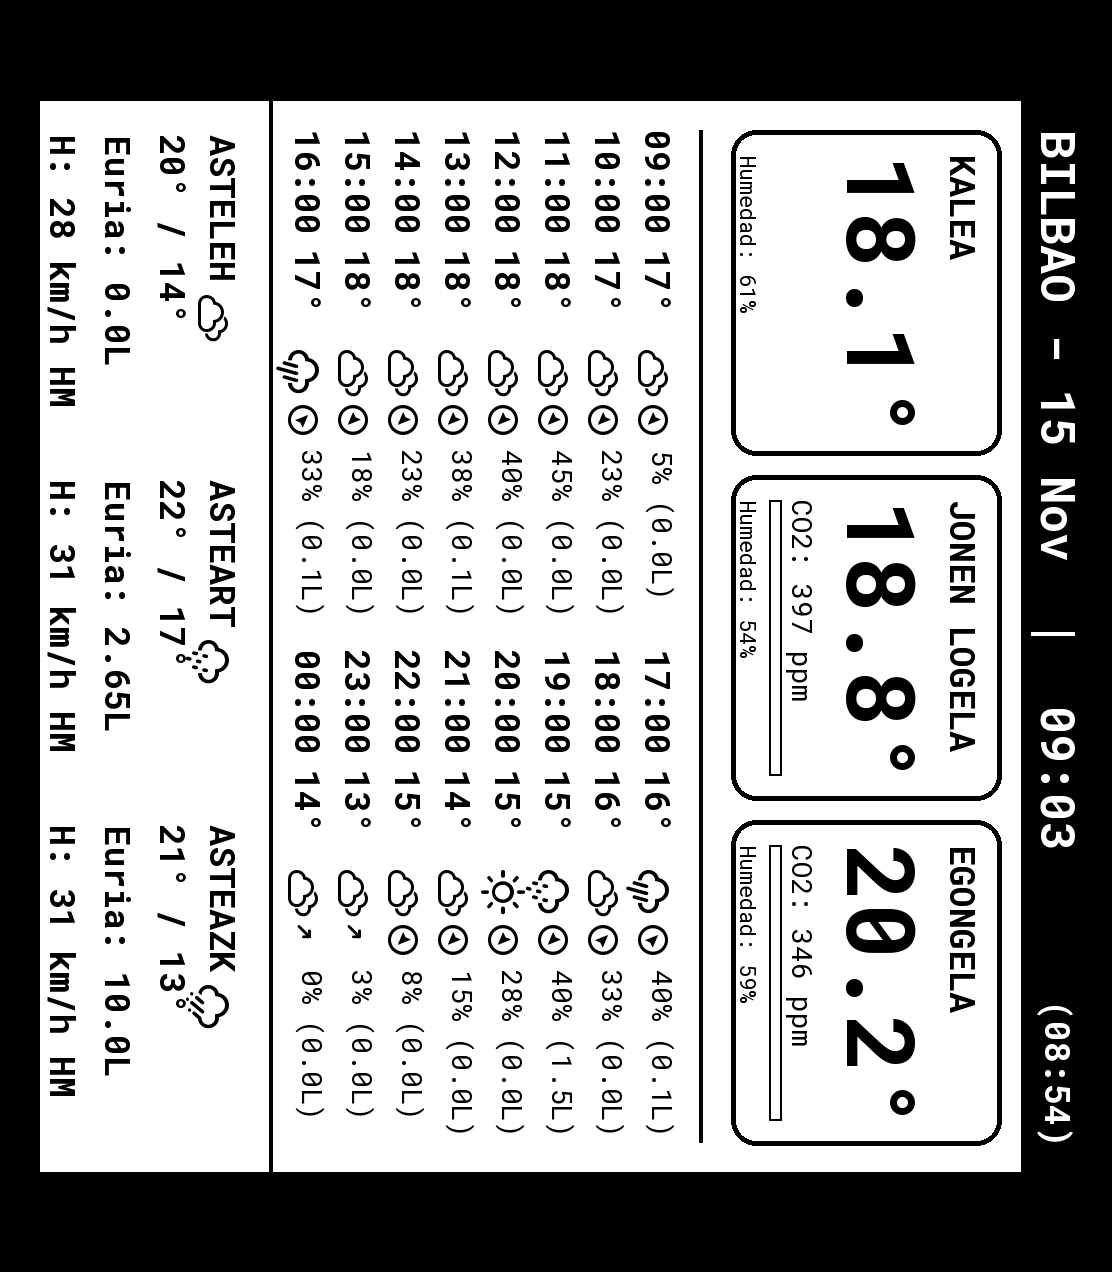 BILBAO - 15 Nov | 09:03 (08:54)
KALEA
18.1°
Humedad: 61%
JONEN LOGELA
18.8°
CO2: 397 ppm
Humedad: 54%
EGONGELA
20.2°
CO2: 346 ppm
Humedad: 59%
09:00 17° 5% (0.0L)
10:00 17° 23% (0.0L)
11:00 18° 45% (0.0L)
12:00 18° 40% (0.0L)
13:00 18° 38% (0.1L)
14:00 18° 23% (0.0L)
15:00 18° 18% (0.0L)
16:00 17° 33% (0.1L)
17:00 16° 40% (0.1L)
18:00 16° 33% (0.0L)
19:00 15° 40% (1.5L)
20:00 15° 28% (0.0L)
21:00 14° 15% (0.0L)
22:00 15° 8% (0.0L)
23:00 13° 3% (0.0L)
00:00 14° 0% (0.0L)
ASTELEH
20° / 14°
Euria: 0.0L
H: 28 km/h HM
ASTEART
22° / 17°
Euria: 2.65L
H: 31 km/h HM
ASTEAZK
21° / 13°
Euria: 10.0L
H: 31 km/h HM